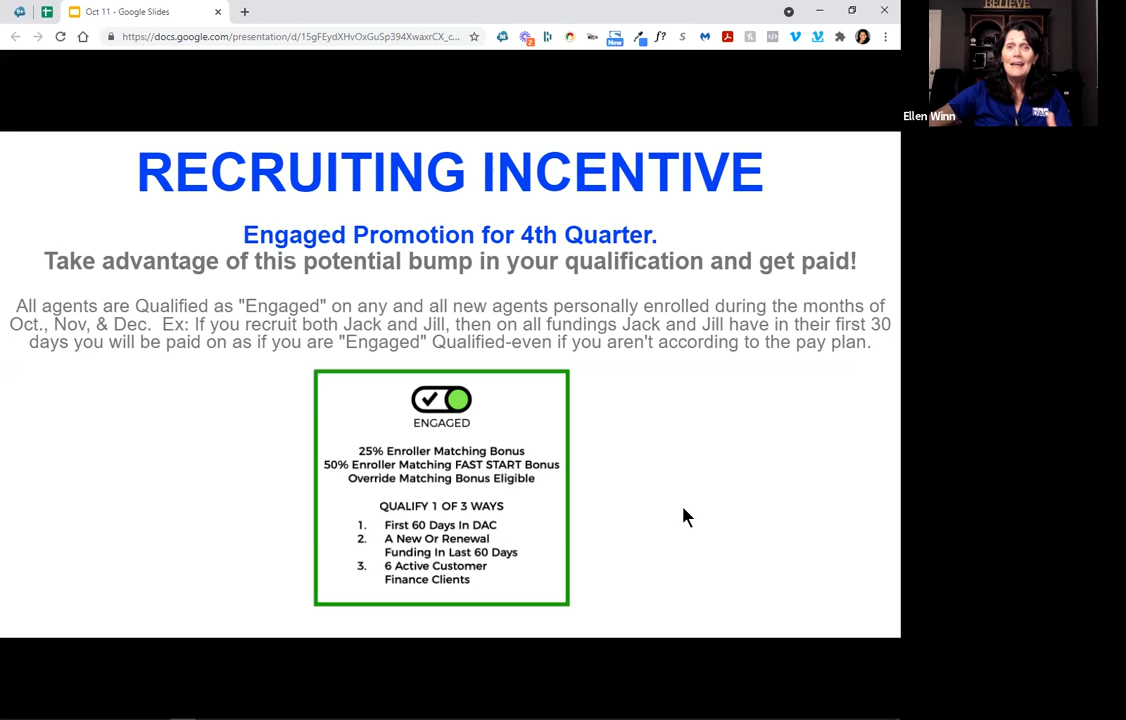 Oct 11 - Google Slides
https://docs.google.com/presentation/d/15gFEydXHvOxGuSp394XwaxrCX_c...
2
New
f?
S
BELIEVE
DAC
Ellen Winn
RECRUITING INCENTIVE
Engaged Promotion for 4th Quarter.
Take advantage of this potential bump in your qualification and get paid!
All agents are Qualified as "Engaged" on any and all new agents personally enrolled during the months of
Oct., Nov, & Dec. Ex: If you recruit both Jack and Jill, then on all fundings Jack and Jill have in their first 30
days you will be paid on as if you are "Engaged" Qualified-even if you aren't according to the pay plan.
ENGAGED
25% Enroller Matching Bonus
50% Enroller Matching FAST START Bonus
Override Matching Bonus Eligible
QUALIFY 1 OF 3 WAYS
1. First 60 Days In DAC
2. A New Or Renewal
Funding In Last 60 Days
3. 6 Active Customer
Finance Clients